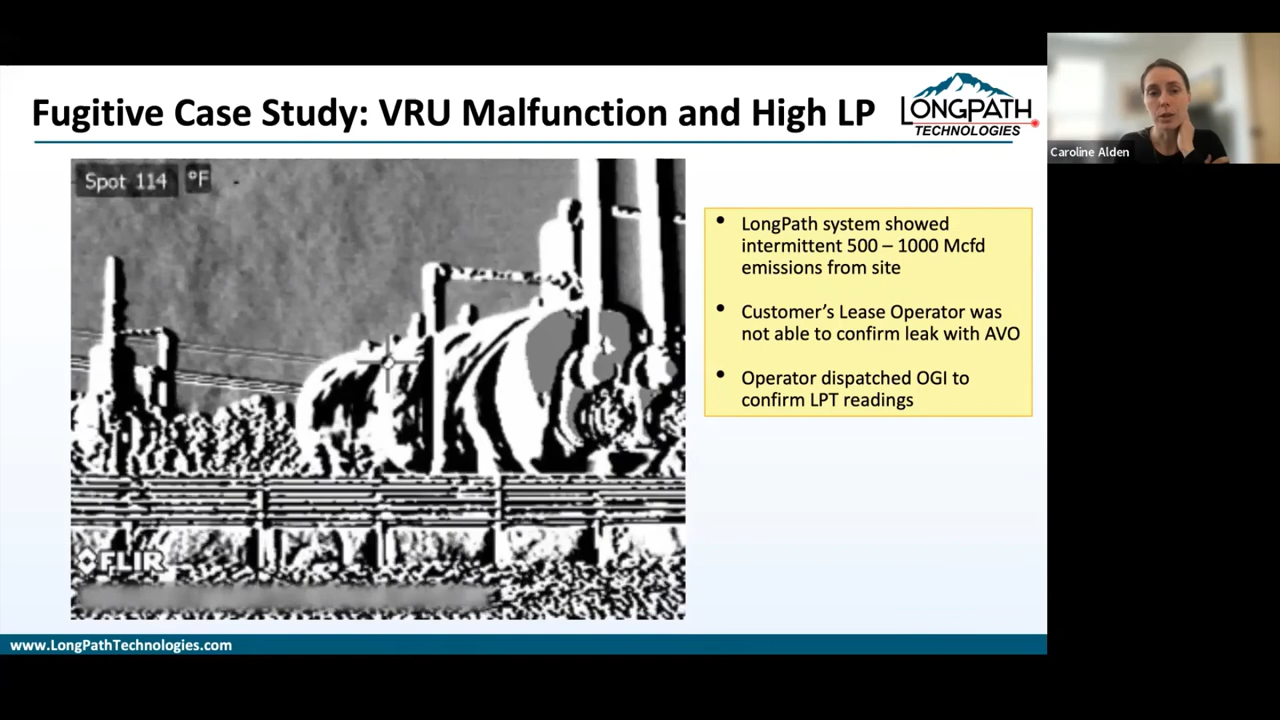 Fugitive Case Study: VRU Malfunction and High LP
LONGPATH
TECHNOLOGIES
Caroline Alden
Spot 114 °F
• LongPath system showed
intermittent 500 – 1000 Mcfd
emissions from site
• Customer’s Lease Operator was
not able to confirm leak with AVO
• Operator dispatched OGI to
confirm LPT readings
FLIR
www.LongPathTechnologies.com